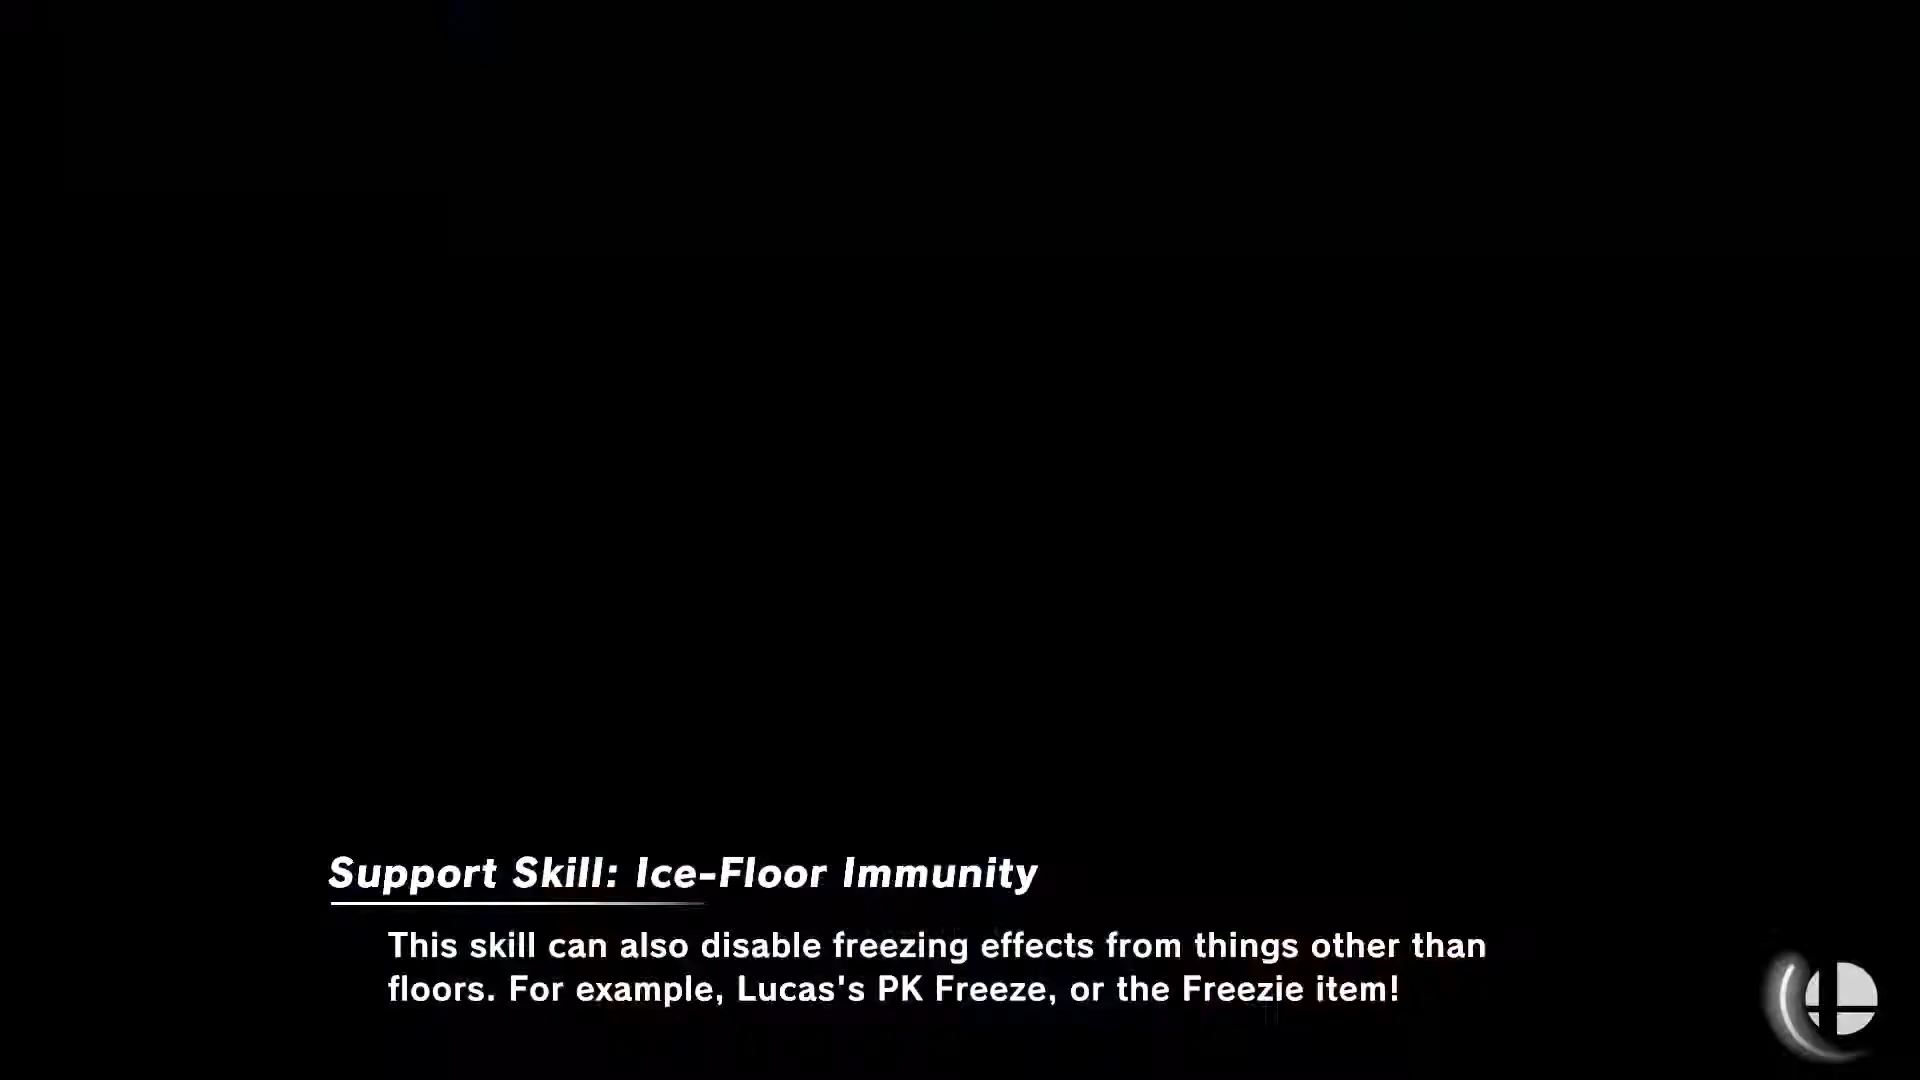 Support Skill: Ice-Floor Immunity
This skill can also disable freezing effects from things other than
floors. For example, Lucas's PK Freeze, or the Freezie item!